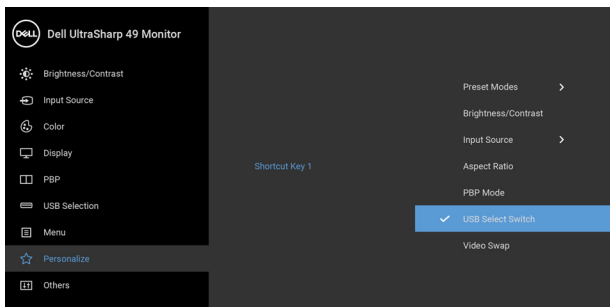 DELL Dell UltraSharp 49 Monitor
Brightness/Contrast
Input Source
Color
Display
PBP
USB Selection
Menu
Personalize
Others
Shortcut Key 1
Preset Modes
Brightness/Contrast
Input Source
Aspect Ratio
PBP Mode
USB Select Switch
Video Swap